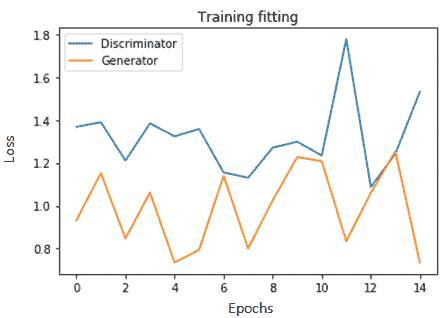 Training fitting
Discriminator
Generator
Loss
1.8
1.6
1.4
1.2
1.0
0.8
0 2 4 6 8 10 12 14
Epochs